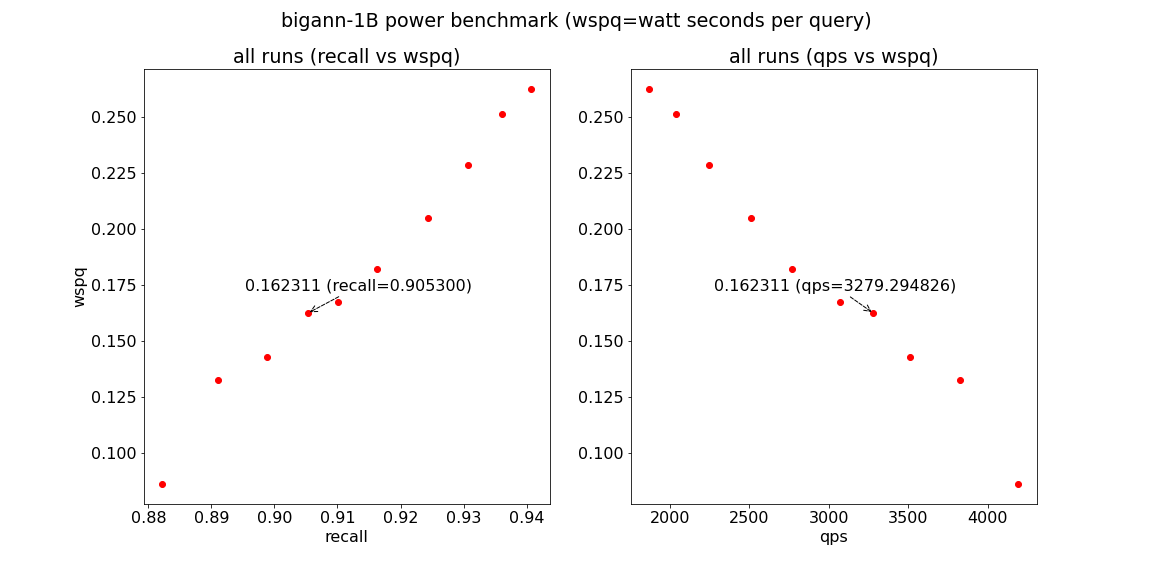 bigann-1B power benchmark (wspq=watt seconds per query)
all runs (recall vs wspq)
wspq
0.250
0.225
0.200
0.175
0.150
0.125
0.100
0.162311 (recall=0.905300)
0.88 0.89 0.90 0.91 0.92 0.93 0.94
recall
all runs (qps vs wspq)
0.250
0.225
0.200
0.175
0.150
0.125
0.100
0.162311 (qps=3279.294826)
2000 2500 3000 3500 4000
qps